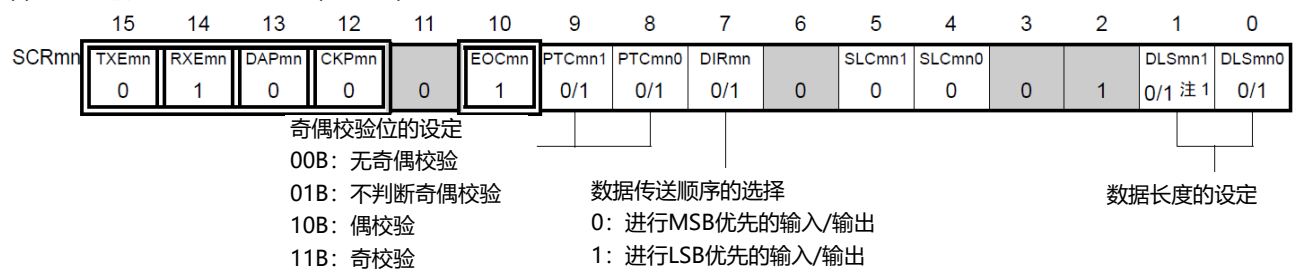 15 14 13 12 11 10 9 8 7 6 5 4 3 2 1 0
SCRmn TXEmn RXEmn DAPmn CKPmn EOCmn PTCmn1 PTCmn0 DIRmn SLCmn1 SLCmn0 DLSmn1 DLSmn0
0 1 0 0 0 1 0/1 0/1 0/1 0 0 0 0 1 0/1 注 1 0/1
奇偶校验位的设定
00B：无奇偶校验
01B：不判断奇偶校验
10B：偶校验
11B：奇校验
数据传送顺序的选择
0：进行MSB优先的输入/输出
1：进行LSB优先的输入/输出
数据长度的设定